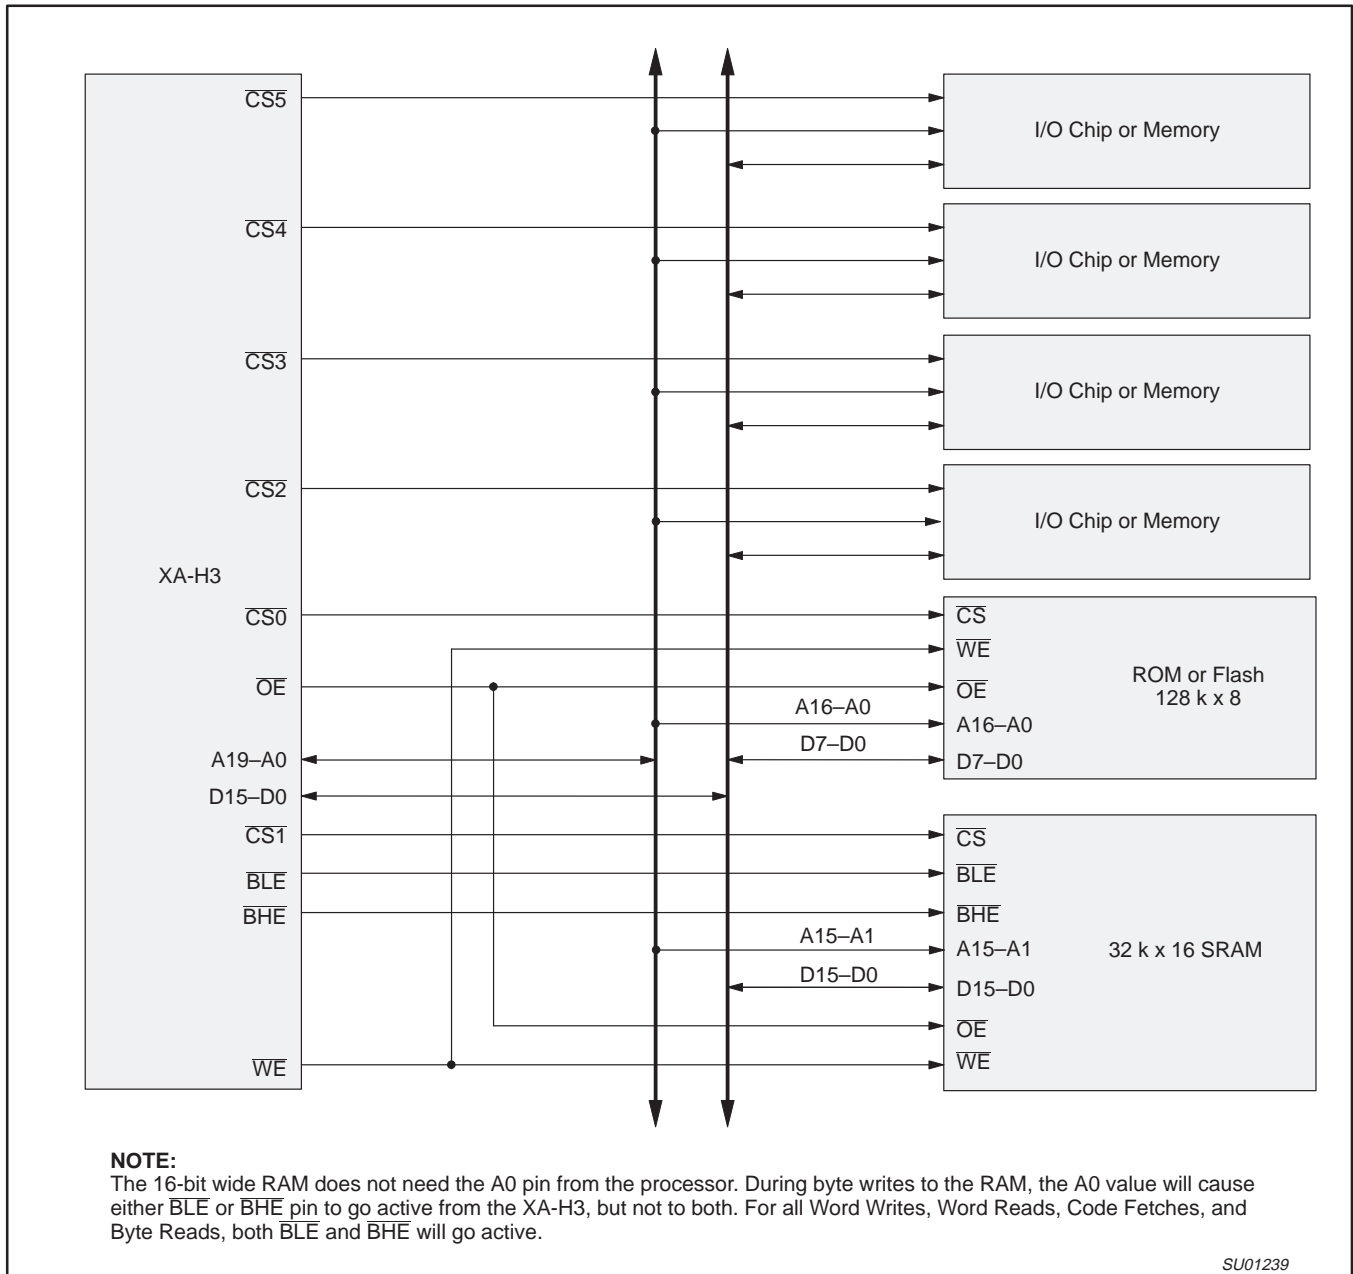 CS5
I/O Chip or Memory
CS4
I/O Chip or Memory
CS3
I/O Chip or Memory
CS2
I/O Chip or Memory
XA-H3
CS0
CS
WE
OE
OE
ROM or Flash
128 k x 8
A16–A0
A16–A0
A19–A0
D7–D0
D7–D0
D15–D0
CS1
CS
BLE
BLE
BHE
BHE
A15–A1
A15–A1
32 k x 16 SRAM
D15–D0
D15–D0
OE
WE
WE
NOTE:
The 16-bit wide RAM does not need the A0 pin from the processor. During byte writes to the RAM, the A0 value will cause
either BLE or BHE pin to go active from the XA-H3, but not to both. For all Word Writes, Word Reads, Code Fetches, and
Byte Reads, both BLE and BHE will go active.
SU01239